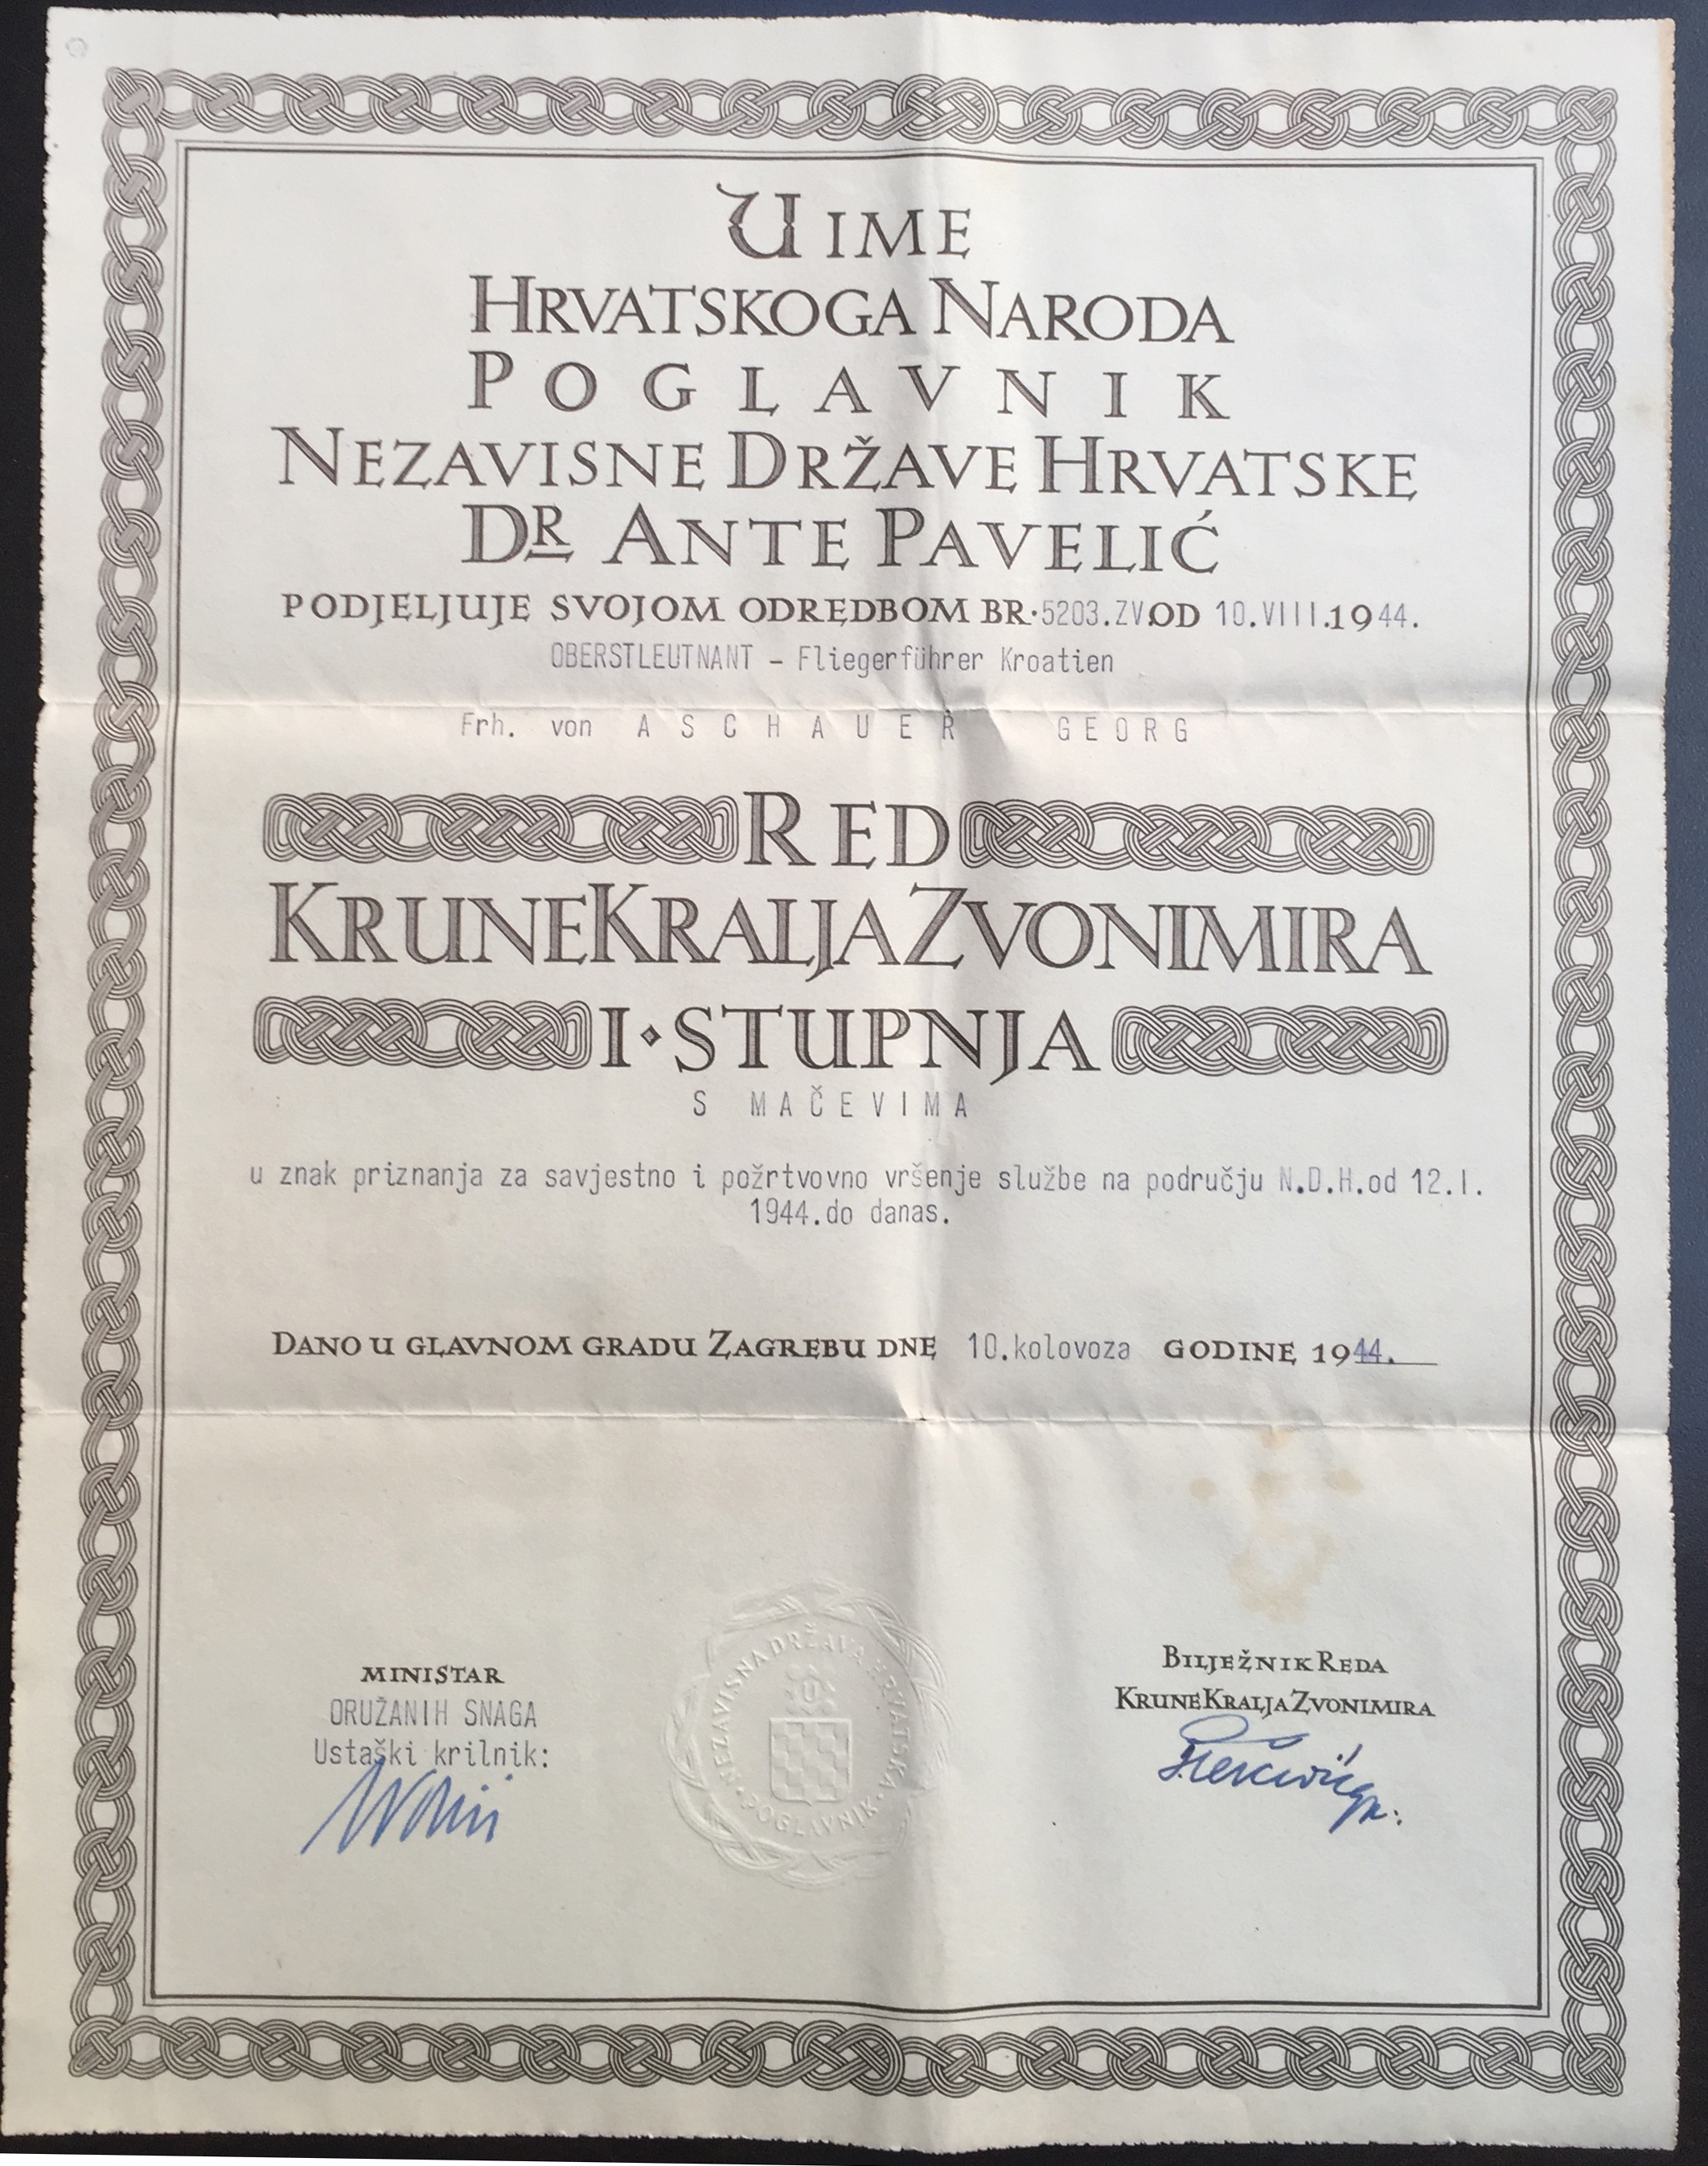 U IME
HRVATSKOGA NARODA
POGLAVNIK
NEZAVISNE DRŽAVE HRVATSKE
DR ANTE PAVELIĆ
PODJELJUJE SVOJOM ODREDBOM BR. 5203.ZV. OD 10.VIII.1944.
OBERSTLEUTNANT - Fliegerführer Kroatien
Frh. von ASCHAUER GEORG
RED
KRUNE KRALJA ZVONIMIRA
I · STUPNJA
S MAČEVIMA
u znak priznanja za savjestno i požrtvovno vršenje službe na području N.D.H.od 12.I.
1944.do danas.
DANO U GLAVNOM GRADU ZAGREBU DNE 10.kolovoza GODINE 1944.
MINISTAR
ORUŽANIH SNAGA
Ustaški krilnik:
NEZAVISNA DRŽAVA HRVATSKA · POGLAVNIK ·
BILJEŽNIK REDA
KRUNE KRALJA ZVONIMIRA